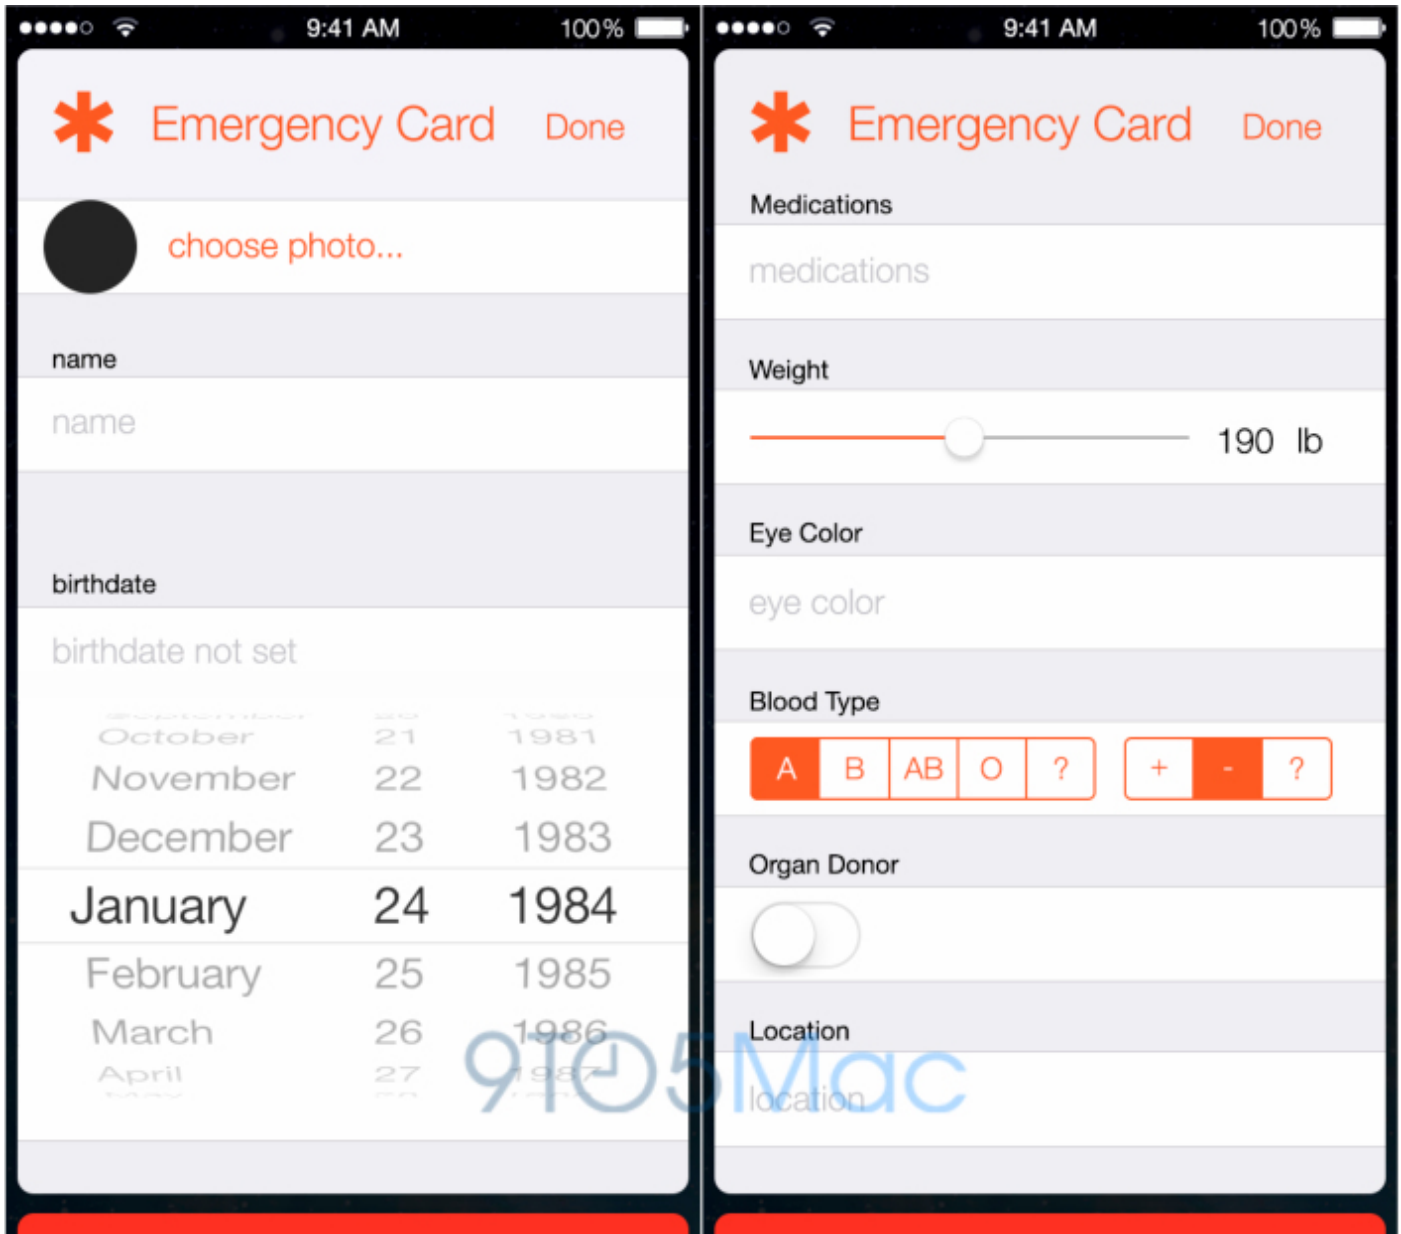 9:41 AM 100%
Emergency Card Done
choose photo...
name
name
birthdate
birthdate not set
October 21 1981
November 22 1982
December 23 1983
January 24 1984
February 25 1985
March 26 1986
April 27 1987
9:41 AM 100%
Emergency Card Done
Medications
medications
Weight
190 lb
Eye Color
eye color
Blood Type
A B AB O ? + - ?
Organ Donor
Location
location
9TO5Mac